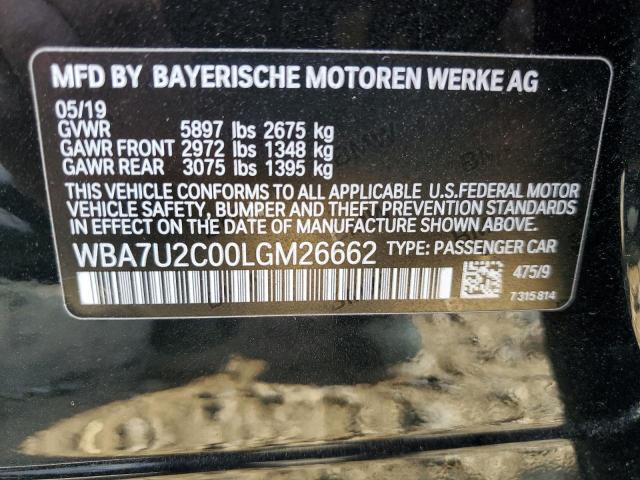 MFD BY BAYERISCHE MOTOREN WERKE AG
05/19
GVWR 5897 lbs 2675 kg
GAWR FRONT 2972 lbs 1348 kg
GAWR REAR 3075 lbs 1395 kg
THIS VEHICLE CONFORMS TO ALL APPLICABLE U.S.FEDERAL MOTOR
VEHICLE SAFETY, BUMPER AND THEFT PREVENTION STANDARDS
IN EFFECT ON THE DATE OF MANUFACTURE SHOWN ABOVE.
WBA7U2C00LGM26662 TYPE: PASSENGER CAR
475/9
7315814